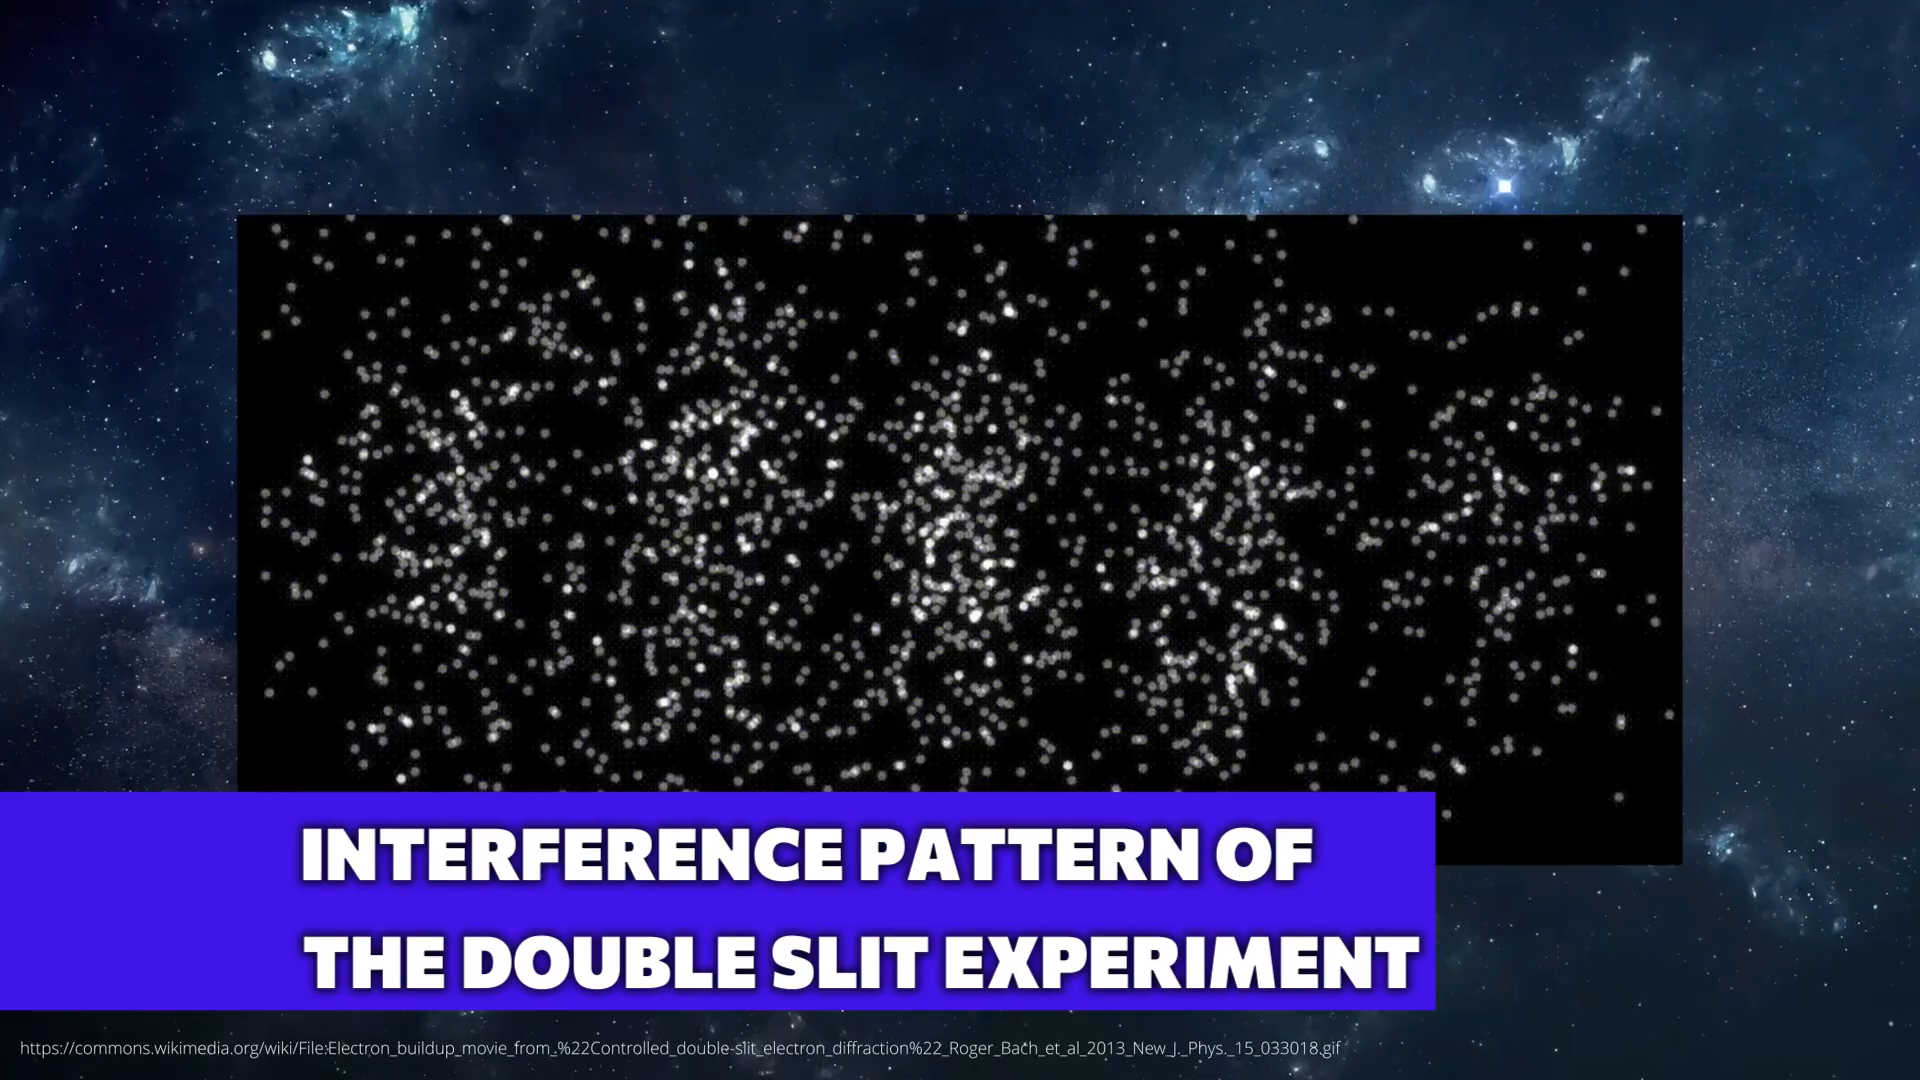 INTERFERENCE PATTERN OF
THE DOUBLE SLIT EXPERIMENT
https://commons.wikimedia.org/wiki/File:Electron_buildup_movie_from_%22Controlled_double-slit_electron_diffraction%22_Roger_Bach_et_al_2013_New_J._Phys._15_033018.gif